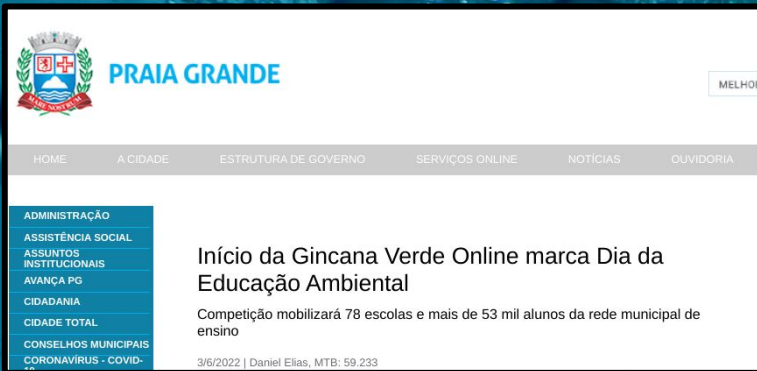 MARE NOSTRUM
PRAIA GRANDE
HOME A CIDADE ESTRUTURA DE GOVERNO SERVIÇOS ONLINE NOTÍCIAS OUVIDORIA
ADMINISTRAÇÃO
ASSISTÊNCIA SOCIAL
ASSUNTOS
INSTITUCIONAIS
AVANÇA PG
CIDADANIA
CIDADE TOTAL
CONSELHOS MUNICIPAIS
CORONAVÍRUS - COVID-
Início da Gincana Verde Online marca Dia da
Educação Ambiental
Competição mobilizará 78 escolas e mais de 53 mil alunos da rede municipal de
ensino
3/6/2022 | Daniel Elias, MTB: 59.233